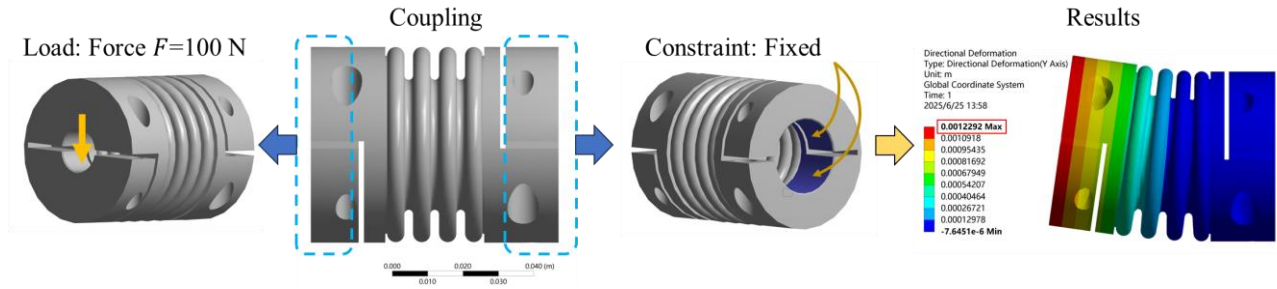 Coupling
Results
Load: Force F=100 N
Constraint: Fixed
Directional Deformation
Type: Directional Deformation(Y Axis)
Unit: m
Global Coordinate System
Time: 1
2025/6/25 13:58
0.0012292 Max
0.0010918
0.00095435
0.00081692
0.00067949
0.00054207
0.00040464
0.00026721
0.00012978
-7.6451e-6 Min
0.000 0.020 0.040 (m)
0.010 0.030